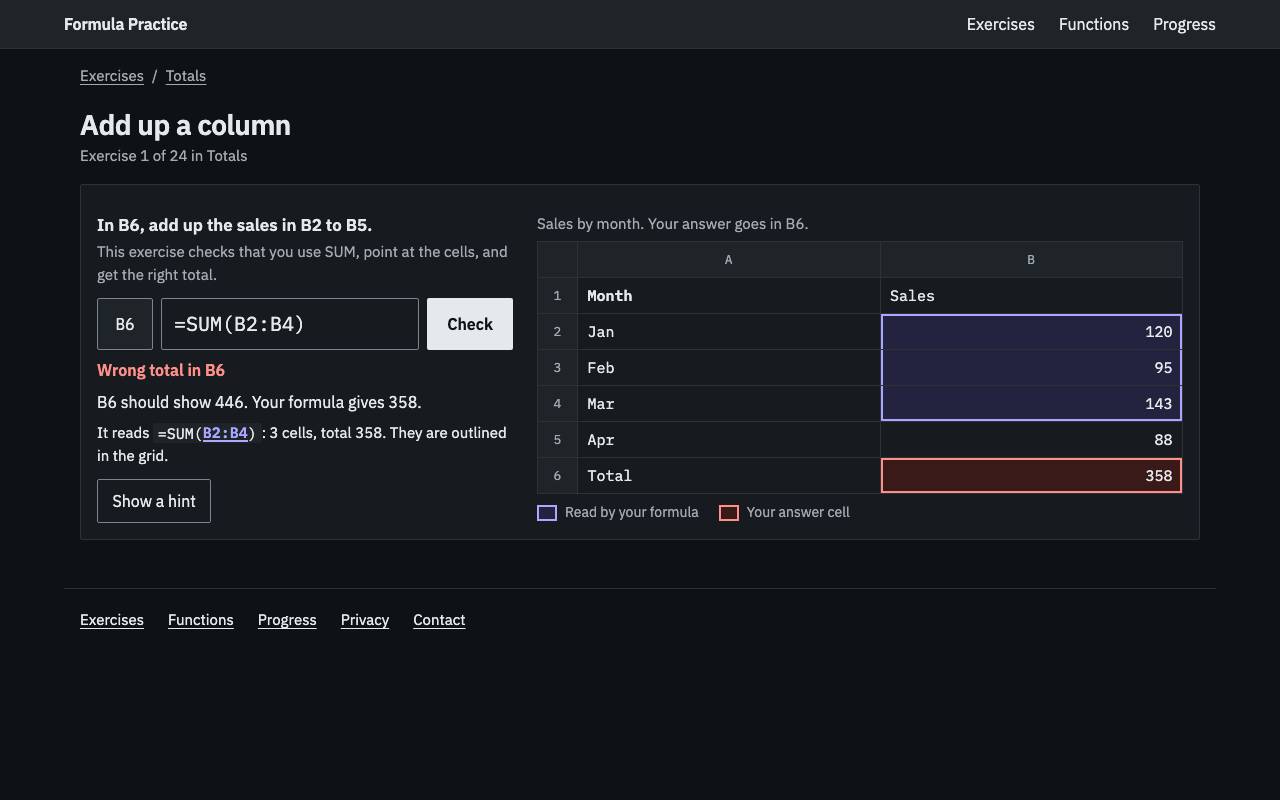 Formula Practice
Exercises Functions Progress
Exercises / Totals
Add up a column
Exercise 1 of 24 in Totals
In B6, add up the sales in B2 to B5.
This exercise checks that you use SUM, point at the cells, and
get the right total.
B6 =SUM(B2:B4) Check
Wrong total in B6
B6 should show 446. Your formula gives 358.
It reads =SUM(B2:B4) : 3 cells, total 358. They are outlined
in the grid.
Show a hint
Sales by month. Your answer goes in B6.
A B
1 Month Sales
2 Jan 120
3 Feb 95
4 Mar 143
5 Apr 88
6 Total 358
Read by your formula Your answer cell
Exercises Functions Progress Privacy Contact